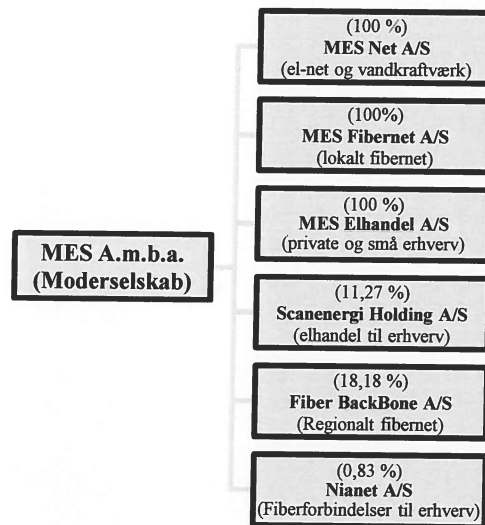 (100 %)
MES Net A/S
(el-net og vandkraftværk)
(100%)
MES Fibernet A/S
(lokalt fibernet)
(100 %)
MES Elhandel A/S
(private og små erhverv)
MES A.m.b.a.
(Moderselskab)
(11,27 %)
Scanenergi Holding A/S
(elhandel til erhverv)
(18,18 %)
Fiber BackBone A/S
(Regionalt fibernet)
(0,83 %)
Nianet A/S
(Fiberforbindelser til erhverv)